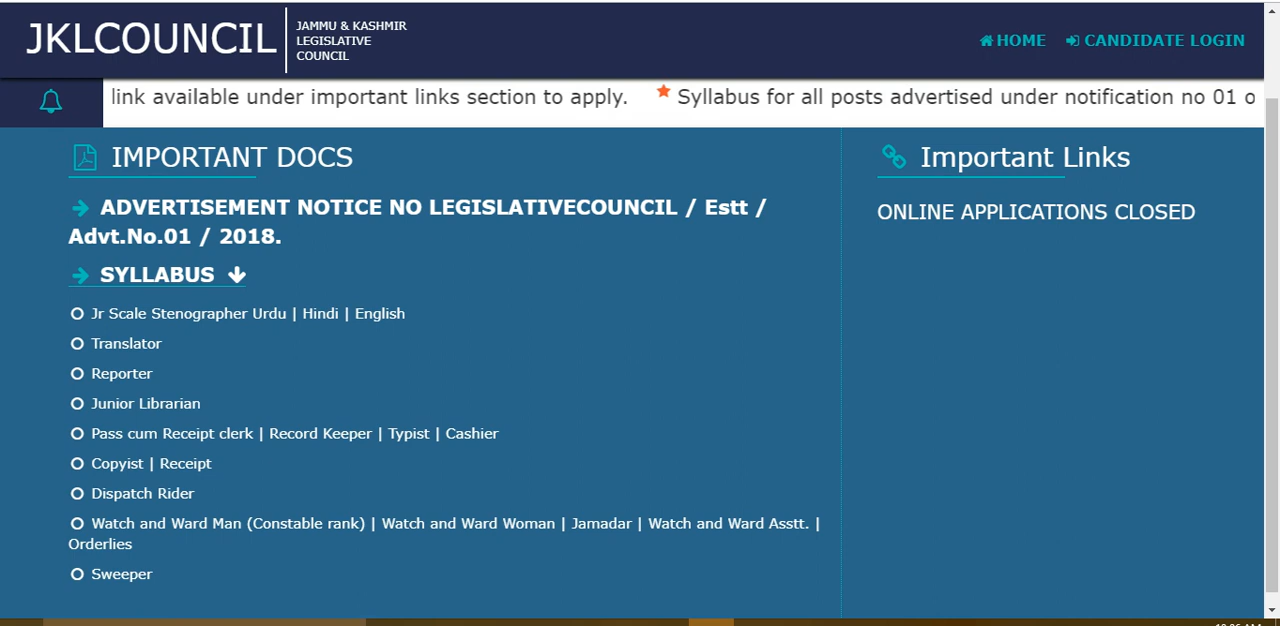 JKLCOUNCIL
JAMMU & KASHMIR
LEGISLATIVE
COUNCIL
HOME
CANDIDATE LOGIN
link available under important links section to apply. Syllabus for all posts advertised under notification no 01 o
IMPORTANT DOCS
ADVERTISEMENT NOTICE NO LEGISLATIVECOUNCIL / Estt /
Advt.No.01 / 2018.
SYLLABUS
Jr Scale Stenographer Urdu | Hindi | English
Translator
Reporter
Junior Librarian
Pass cum Receipt clerk | Record Keeper | Typist | Cashier
Copyist | Receipt
Dispatch Rider
Watch and Ward Man (Constable rank) | Watch and Ward Woman | Jamadar | Watch and Ward Asstt. |
Orderlies
Sweeper
Important Links
ONLINE APPLICATIONS CLOSED